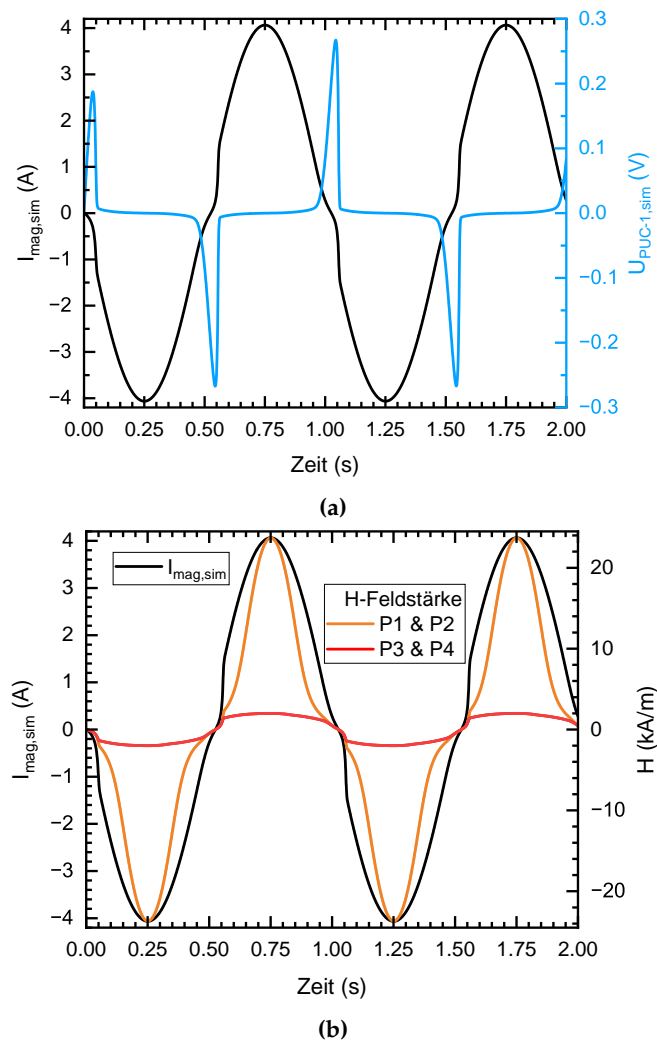 4
3
2
1
0
−1
−2
−3
−4
I_mag,sim (A)
0.3
0.2
0.1
0.0
−0.1
−0.2
−0.3
U_PUC-1,sim (V)
0.00 0.25 0.50 0.75 1.00 1.25 1.50 1.75 2.00
Zeit (s)
(a)
4
3
2
1
0
−1
−2
−3
−4
I_mag,sim (A)
I_mag,sim
H-Feldstärke
P1 & P2
P3 & P4
20
10
0
−10
−20
H (kA/m)
0.00 0.25 0.50 0.75 1.00 1.25 1.50 1.75 2.00
Zeit (s)
(b)